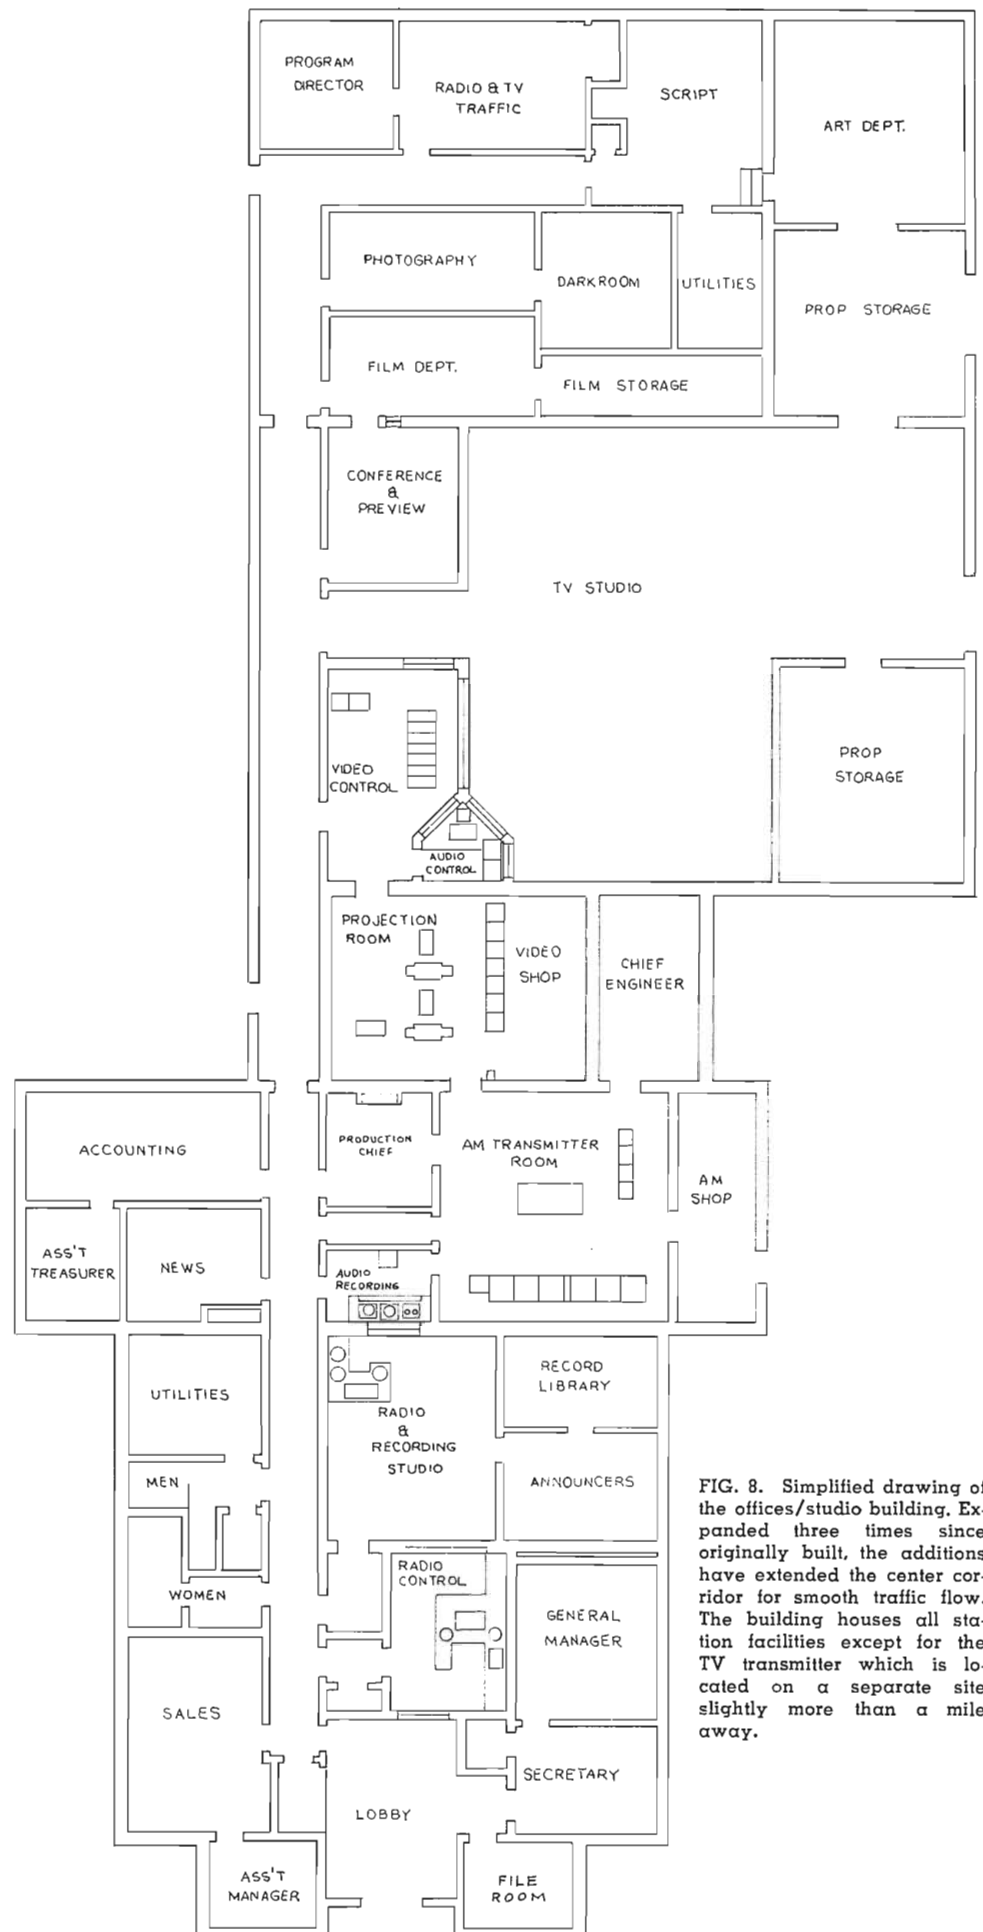 PROGRAM
DIRECTOR
RADIO & TV
TRAFFIC
SCRIPT
ART DEPT.
PHOTOGRAPHY
DARKROOM
UTILITIES
PROP STORAGE
FILM DEPT.
FILM STORAGE
CONFERENCE
&
PREVIEW
TV STUDIO
VIDEO
CONTROL
PROP
STORAGE
AUDIO
CONTROL
PROJECTION
ROOM
VIDEO
SHOP
CHIEF
ENGINEER
ACCOUNTING
PRODUCTION
CHIEF
AM TRANSMITTER
ROOM
AM
SHOP
ASS'T
TREASURER
NEWS
AUDIO
RECORDING
UTILITIES
RADIO
&
RECORDING
STUDIO
RECORD
LIBRARY
ANNOUNCERS
MEN
WOMEN
RADIO
CONTROL
GENERAL
MANAGER
SALES
SECRETARY
LOBBY
ASS'T
MANAGER
FILE
ROOM
FIG. 8. Simplified drawing of
the offices/studio building. Ex-
panded three times since
originally built, the additions
have extended the center cor-
ridor for smooth traffic flow.
The building houses all sta-
tion facilities except for the
TV transmitter which is lo-
cated on a separate site
slightly more than a mile
away.